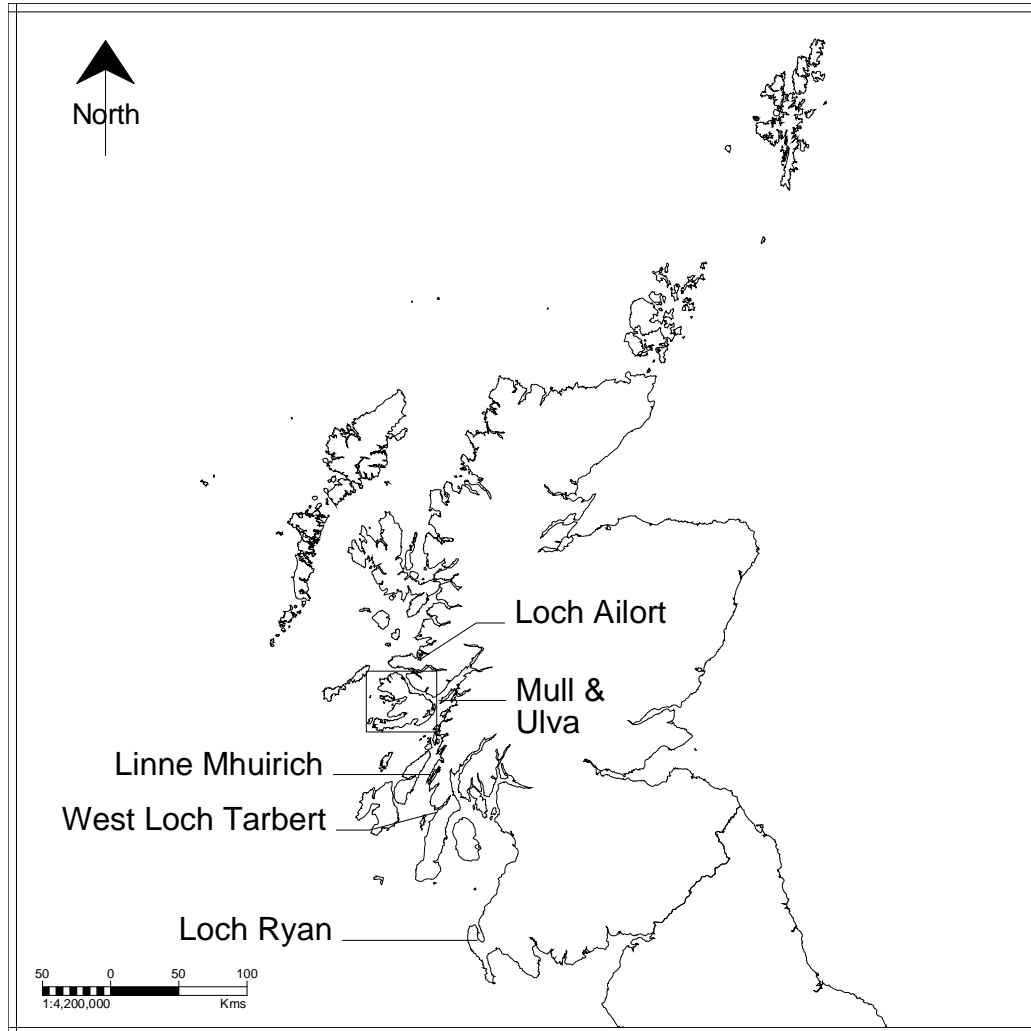 North
Loch Ailort
Mull &
Ulva
Linne Mhuirich
West Loch Tarbert
Loch Ryan
50 0 50 100
1:4,200,000 Kms